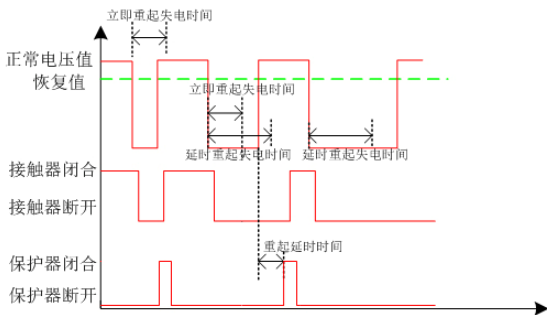 立即重起失电时间
正常电压值
恢复值
立即重起失电时间
延时重起失电时间
延时重起失电时间
接触器闭合
接触器断开
重起延时时间
保护器闭合
保护器断开